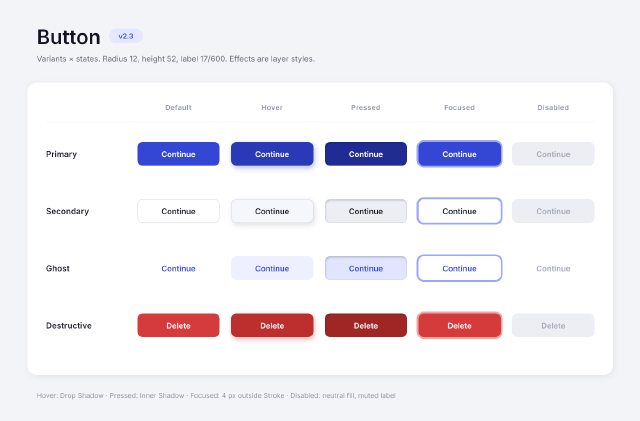 Button v2.3
Variants × states. Radius 12, height 52, label 17/600. Effects are layer styles.
Default Hover Pressed Focused Disabled
Primary Continue Continue Continue Continue Continue
Secondary Continue Continue Continue Continue Continue
Ghost Continue Continue Continue Continue Continue
Destructive Delete Delete Delete Delete Delete
Hover: Drop Shadow · Pressed: Inner Shadow · Focused: 4 px outside Stroke · Disabled: neutral fill, muted label